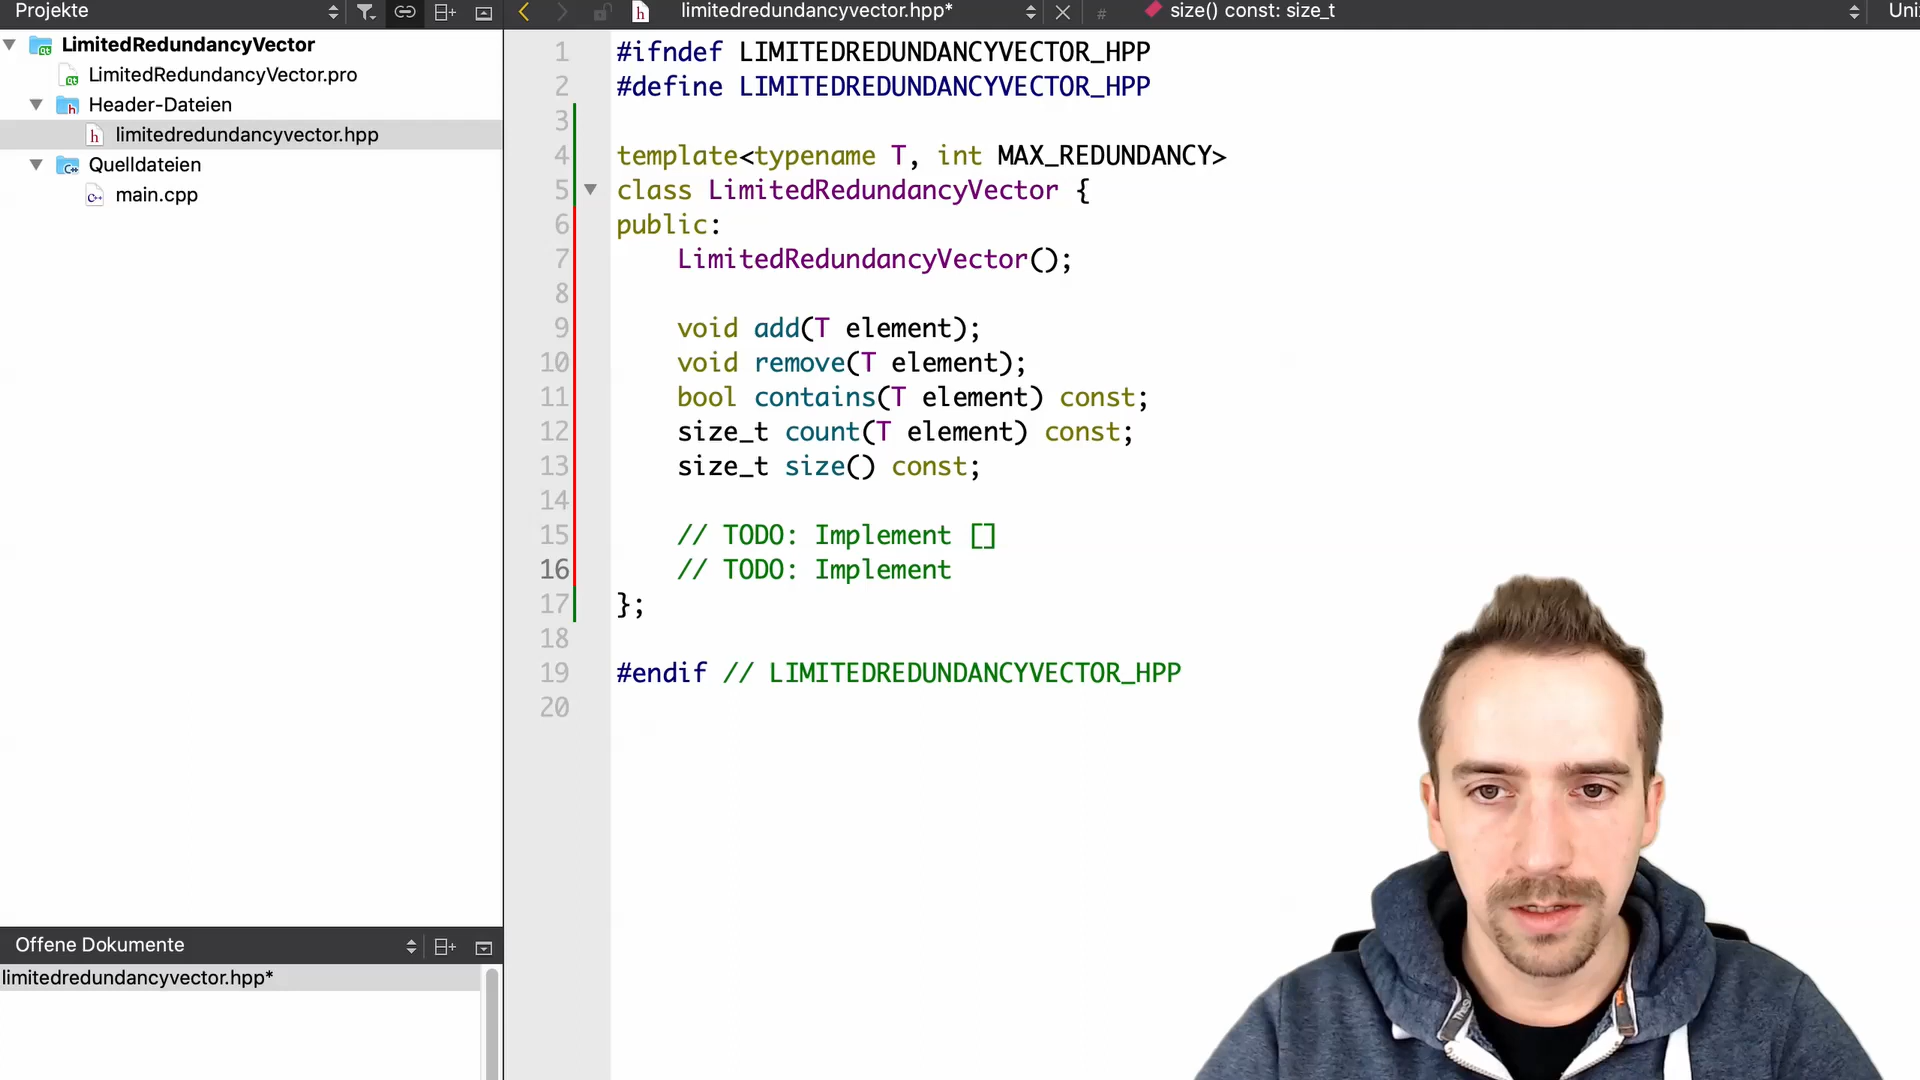 Projekte
limitedredundancyvector.hpp*
#
size() const: size_t
LimitedRedundancyVector
LimitedRedundancyVector.pro
Header-Dateien
limitedredundancyvector.hpp
Quelldateien
main.cpp
1 #ifndef LIMITEDREDUNDANCYVECTOR_HPP
2 #define LIMITEDREDUNDANCYVECTOR_HPP
3
4 template<typename T, int MAX_REDUNDANCY>
5 class LimitedRedundancyVector {
6 public:
7 LimitedRedundancyVector();
8
9 void add(T element);
10 void remove(T element);
11 bool contains(T element) const;
12 size_t count(T element) const;
13 size_t size() const;
14
15 // TODO: Implement []
16 // TODO: Implement
17 };
18
19 #endif // LIMITEDREDUNDANCYVECTOR_HPP
20
Offene Dokumente
limitedredundancyvector.hpp*